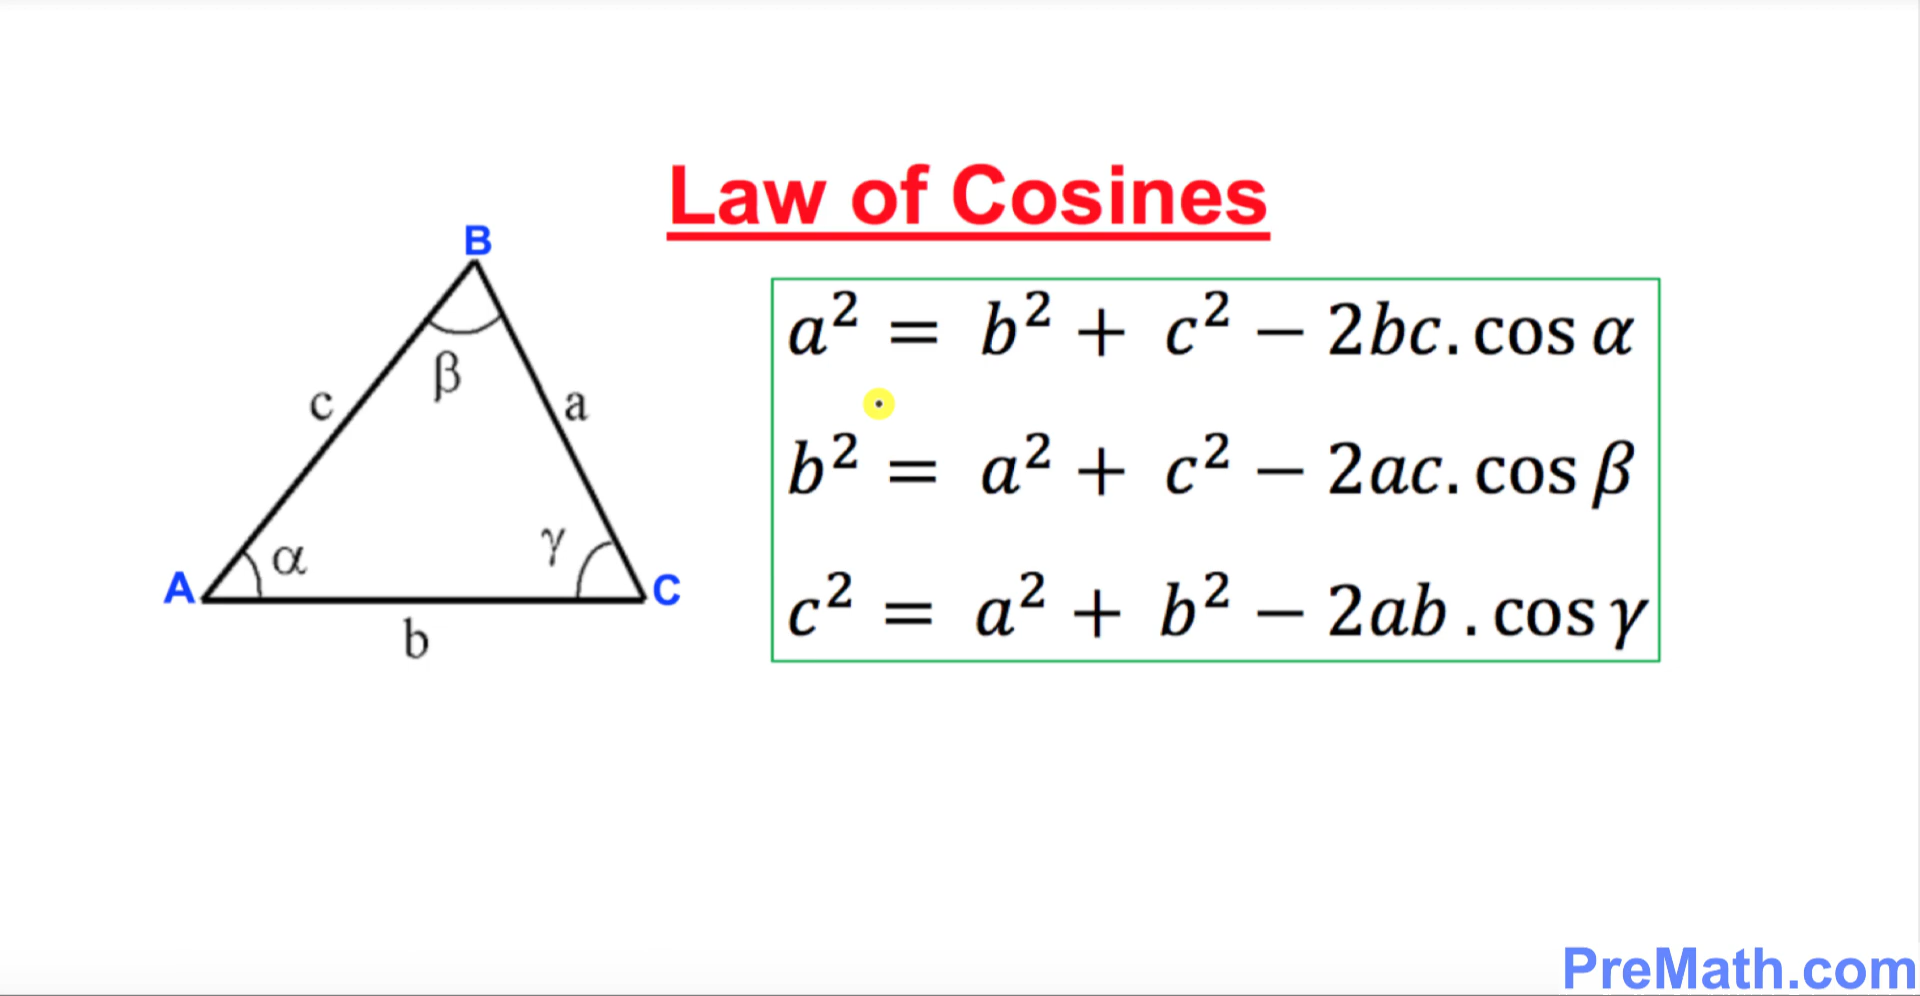 Law of Cosines
B
a² = b² + c² − 2bc. cos α
β
c
a
b² = a² + c² − 2ac. cos β
γ
α
A
C
c² = a² + b² − 2ab . cos γ
b
PreMath.com